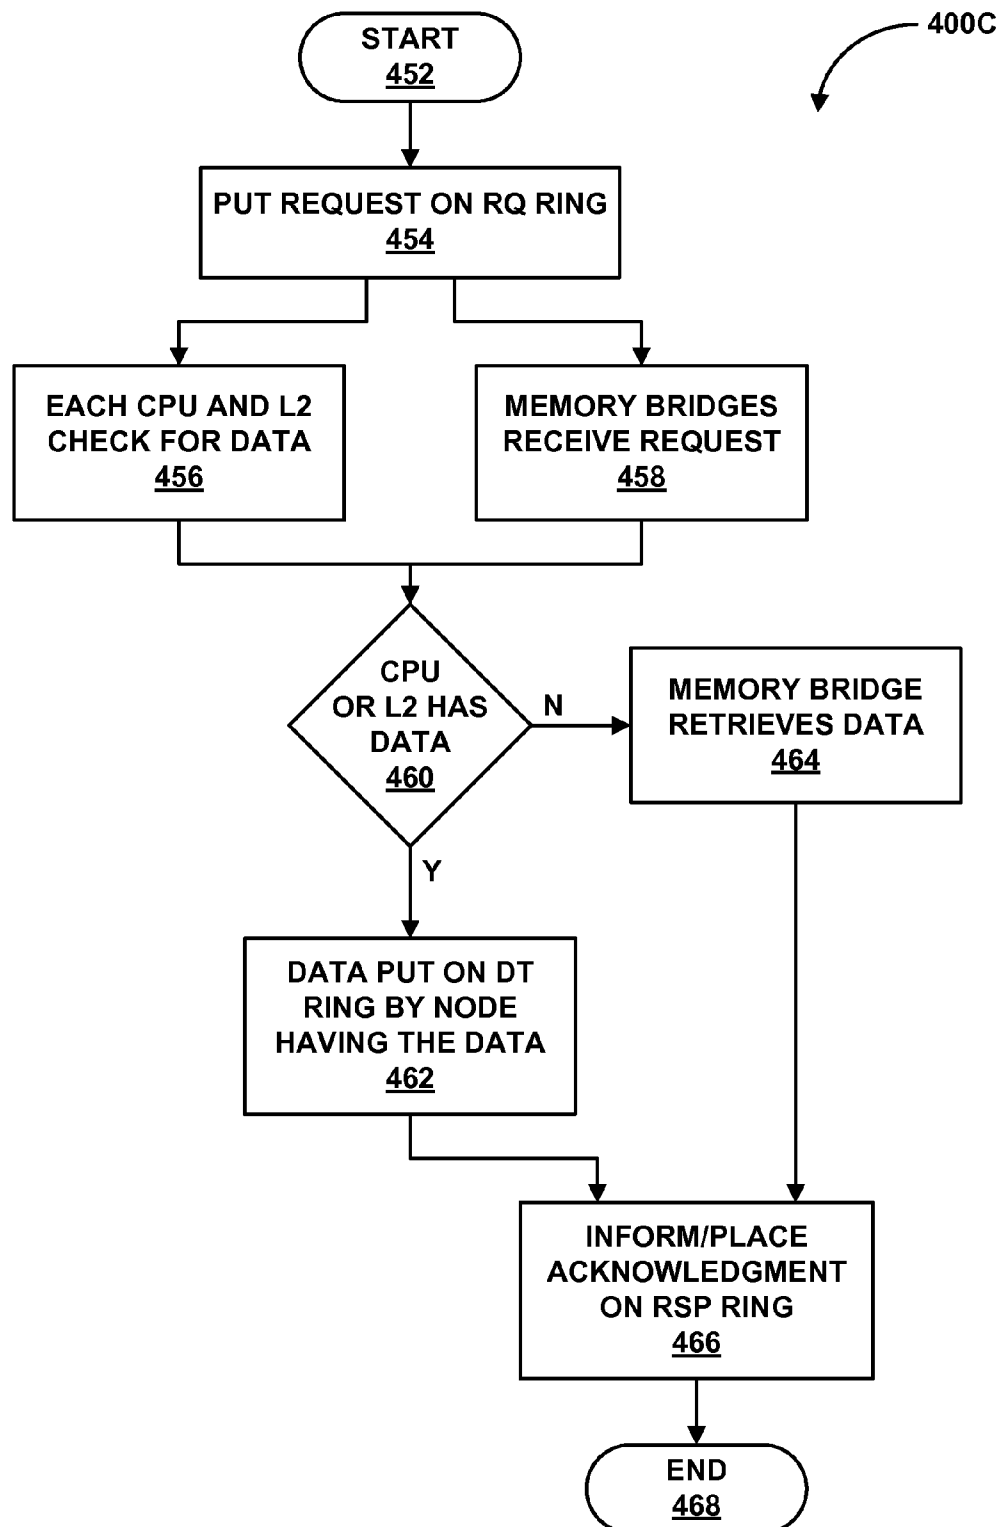 400C
START
452
PUT REQUEST ON RQ RING
454
EACH CPU AND L2
CHECK FOR DATA
456
MEMORY BRIDGES
RECEIVE REQUEST
458
CPU
OR L2 HAS
DATA
460
N
MEMORY BRIDGE
RETRIEVES DATA
464
Y
DATA PUT ON DT
RING BY NODE
HAVING THE DATA
462
INFORM/PLACE
ACKNOWLEDGMENT
ON RSP RING
466
END
468